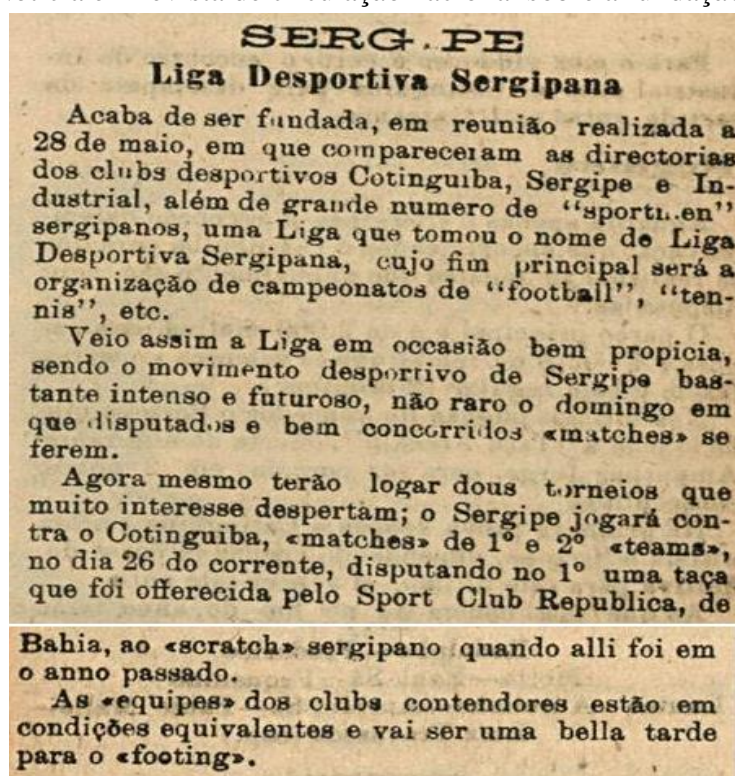 SERG.PE
Liga Desportiva Sergipana
Acaba de ser fundada, em reunião realizada a
28 de maio, em que compareceram as directorias
dos clubs desportivos Cotinguiba, Sergipe e In-
dustrial, além de grande numero de “sportmen”
sergipanos, uma Liga que tomou o nome de Liga
Desportiva Sergipana, cujo fim principal será a
organização de campeonatos de “football”, “ten-
nis”, etc.
Veio assim a Liga em occasião bem propicia,
sendo o movimento desportivo de Sergipe bas-
tante intenso e futuroso, não raro o domingo em
que disputados e bem concorridos «matches» se
ferem.
Agora mesmo terão logar dous torneios que
muito interesse despertam; o Sergipe jogará con-
tra o Cotinguiba, «matches» de 1º e 2º «teams»,
no dia 26 do corrente, disputando no 1º uma taça
que foi offerecida pelo Sport Club Republica, de
Bahia, ao «scratch» sergipano quando alli foi em
o anno passado.
As «equipes» dos clubs contendores estão em
condições equivalentes e vai ser uma bella tarde
para o «footing».